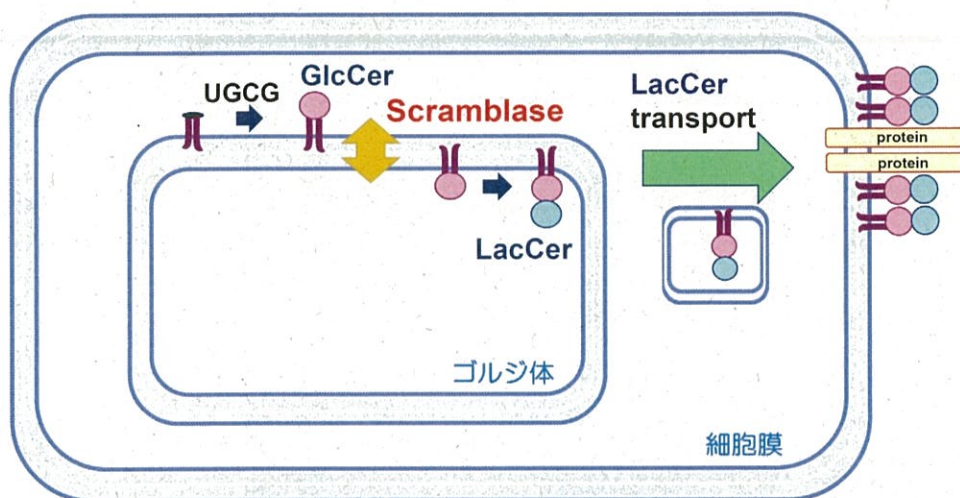 UGCG
GlcCer
Scramblase
LacCer
LacCer
transport
protein
protein
ゴルジ体
細胞膜